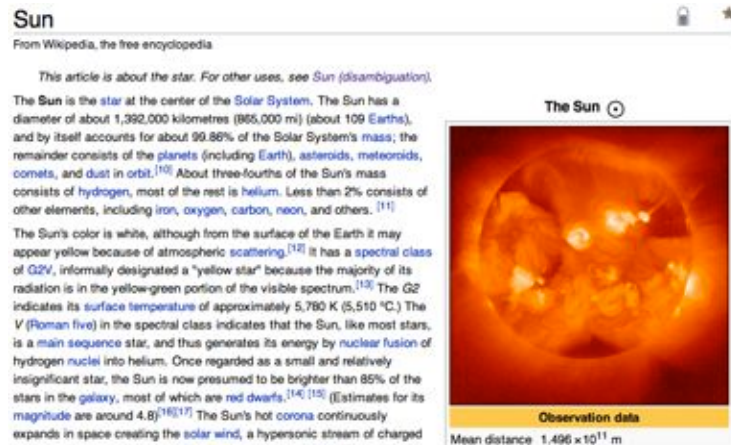 Sun
From Wikipedia, the free encyclopedia
This article is about the star. For other uses, see Sun (disambiguation).
The Sun is the star at the center of the Solar System. The Sun has a
diameter of about 1,392,000 kilometres (865,000 mi) (about 109 Earths),
and by itself accounts for about 99.86% of the Solar System's mass; the
remainder consists of the planets (including Earth), asteroids, meteoroids,
comets, and dust in orbit.[10] About three-fourths of the Sun's mass
consists of hydrogen, most of the rest is helium. Less than 2% consists of
other elements, including iron, oxygen, carbon, neon, and others. [11]
The Sun's color is white, although from the surface of the Earth it may
appear yellow because of atmospheric scattering.[12] It has a spectral class
of G2V, informally designated a "yellow star" because the majority of its
radiation is in the yellow-green portion of the visible spectrum.[13] The G2
indicates its surface temperature of approximately 5,780 K (5,510 °C.) The
V (Roman five) in the spectral class indicates that the Sun, like most stars,
is a main sequence star, and thus generates its energy by nuclear fusion of
hydrogen nuclei into helium. Once regarded as a small and relatively
insignificant star, the Sun is now presumed to be brighter than 85% of the
stars in the galaxy, most of which are red dwarfs.[14] [15] (Estimates for its
magnitude are around 4.8)[16][17] The Sun's hot corona continuously
expands in space creating the solar wind, a hypersonic stream of charged
The Sun
Observation data
Mean distance 1.496×10¹¹ m